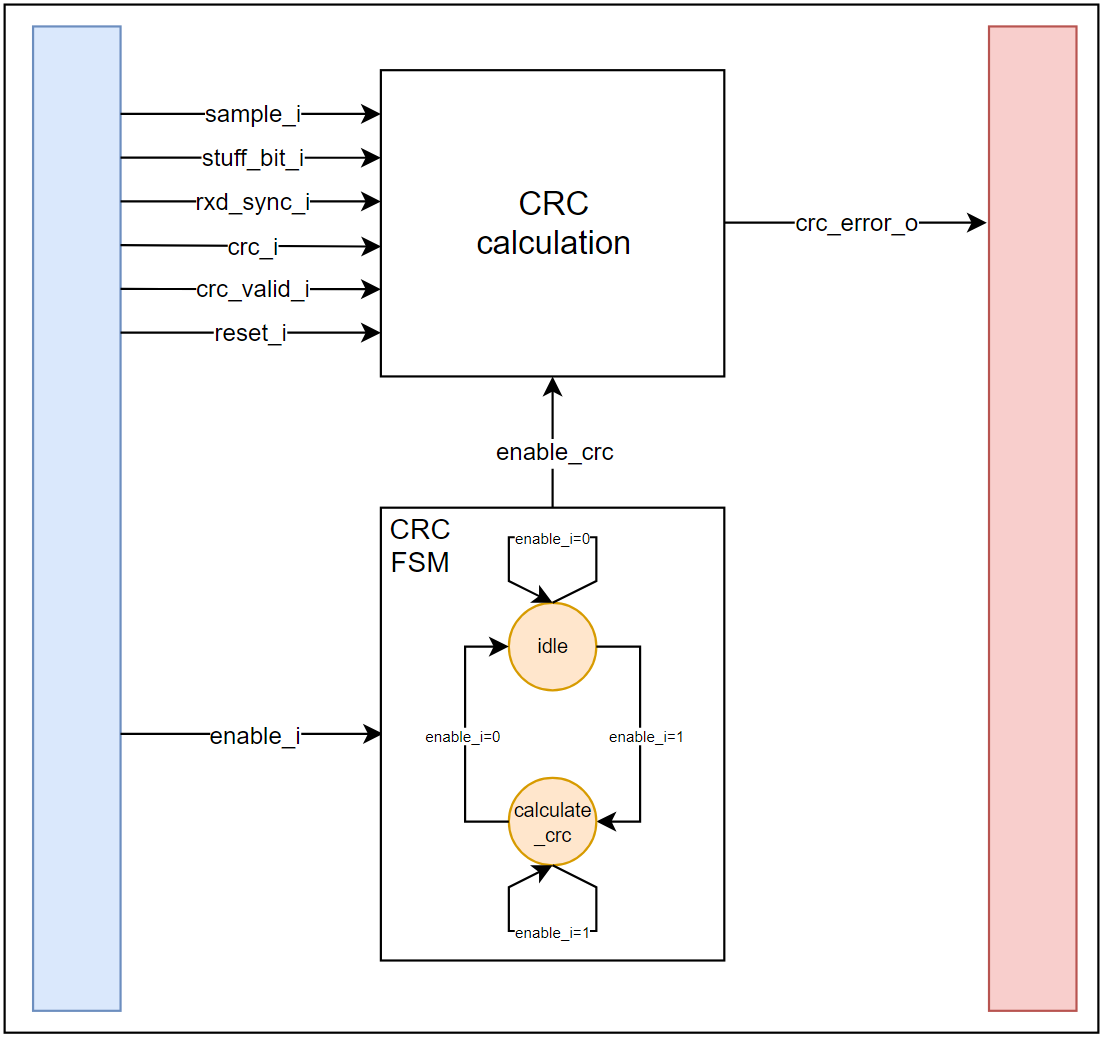 sample_i
stuff_bit_i
rxd_sync_i
crc_i
crc_valid_i
reset_i
CRC
calculation
crc_error_o
enable_crc
CRC
FSM
enable_i=0
idle
enable_i
enable_i=0
enable_i=1
calculate
_crc
enable_i=1